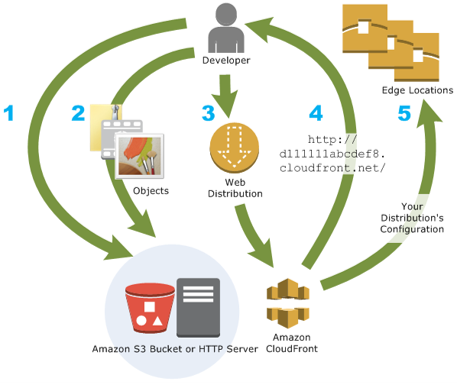 Developer
Edge Locations
1
2
3
4
5
http://
d111111abcdef8.
cloudfront.net/
Objects
Web
Distribution
Your
Distribution's
Configuration
Amazon S3 Bucket or HTTP Server
Amazon
CloudFront